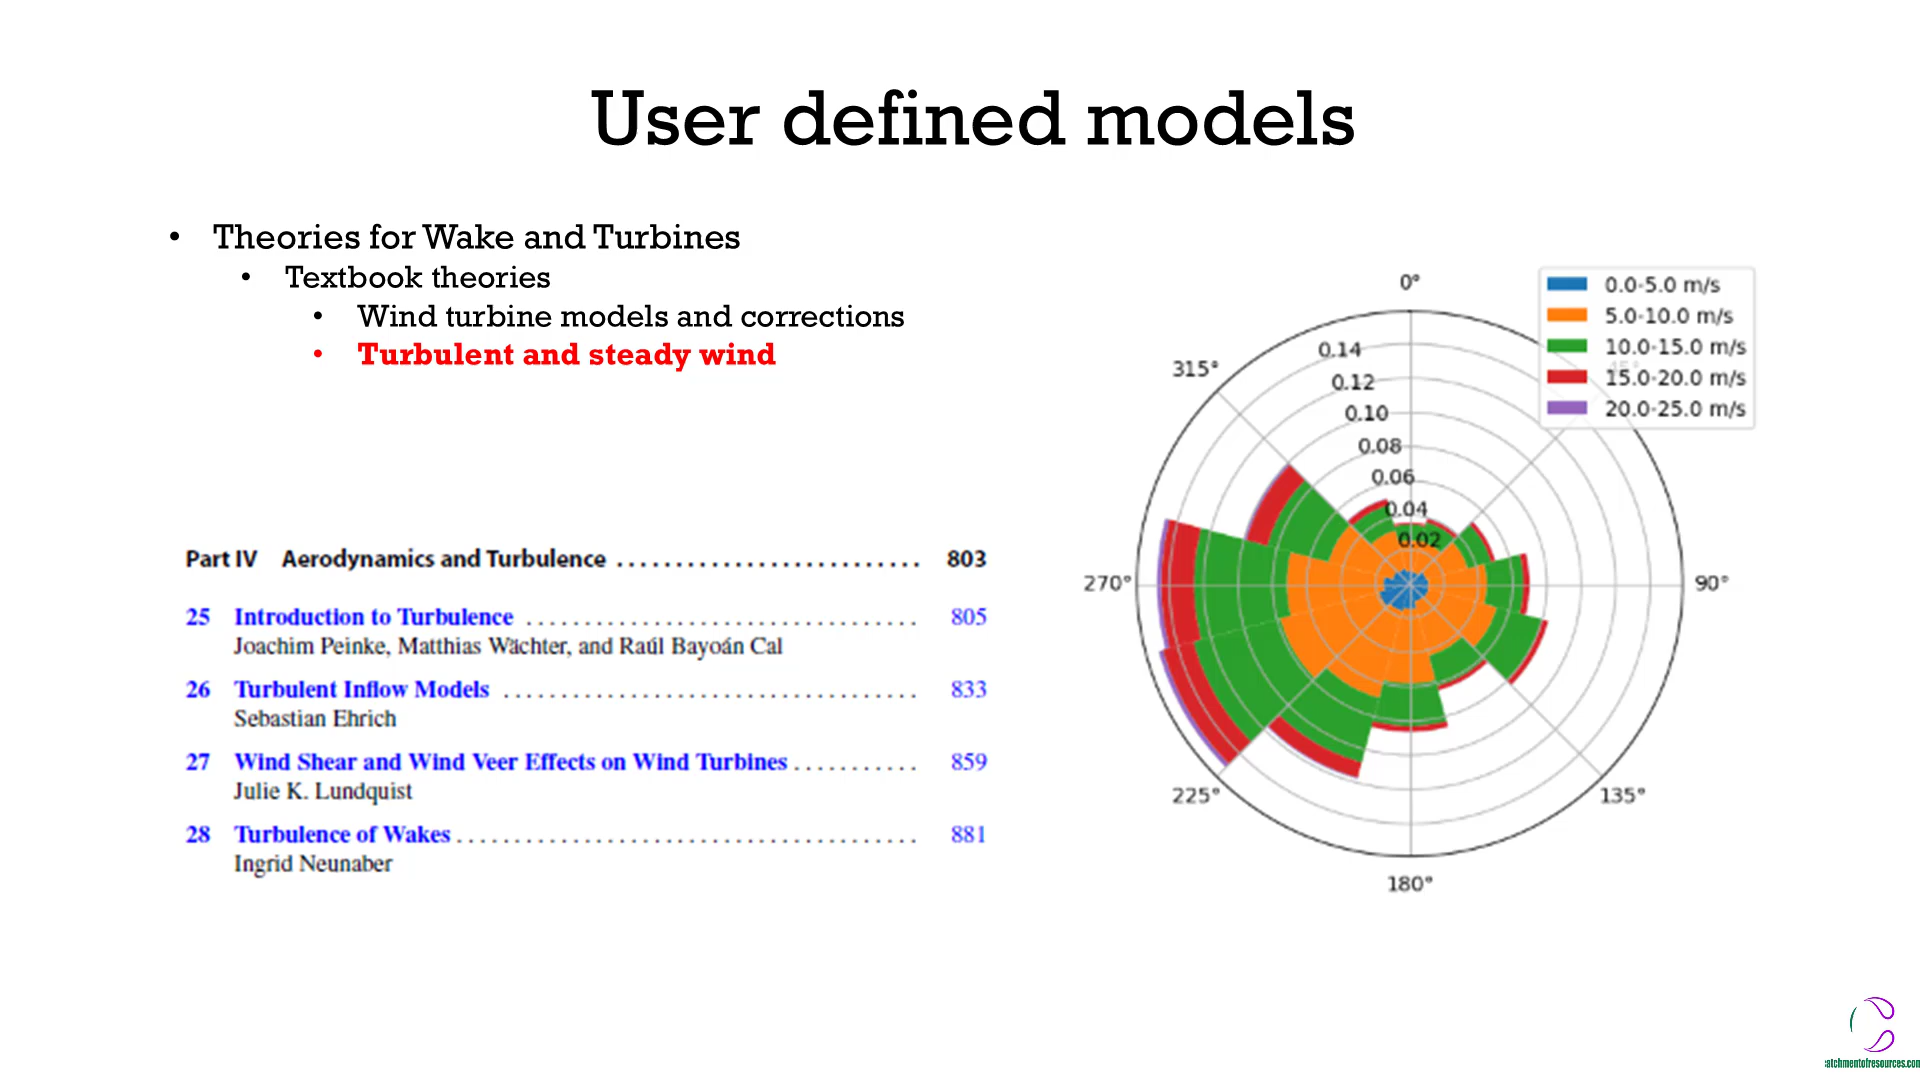 User defined models
• Theories for Wake and Turbines
• Textbook theories
• Wind turbine models and corrections
• Turbulent and steady wind
Part IV Aerodynamics and Turbulence .......................... 803
25 Introduction to Turbulence .................................... 805
Joachim Peinke, Matthias Wächter, and Raúl Bayoán Cal
26 Turbulent Inflow Models ...................................... 833
Sebastian Ehrich
27 Wind Shear and Wind Veer Effects on Wind Turbines ........... 859
Julie K. Lundquist
28 Turbulence of Wakes .......................................... 881
Ingrid Neunaber
0.0-5.0 m/s
5.0-10.0 m/s
10.0-15.0 m/s
15.0-20.0 m/s
20.0-25.0 m/s
0°
45°
90°
135°
180°
225°
270°
315°
0.14
0.12
0.10
0.08
0.06
0.04
0.02
catchmentofresources.com